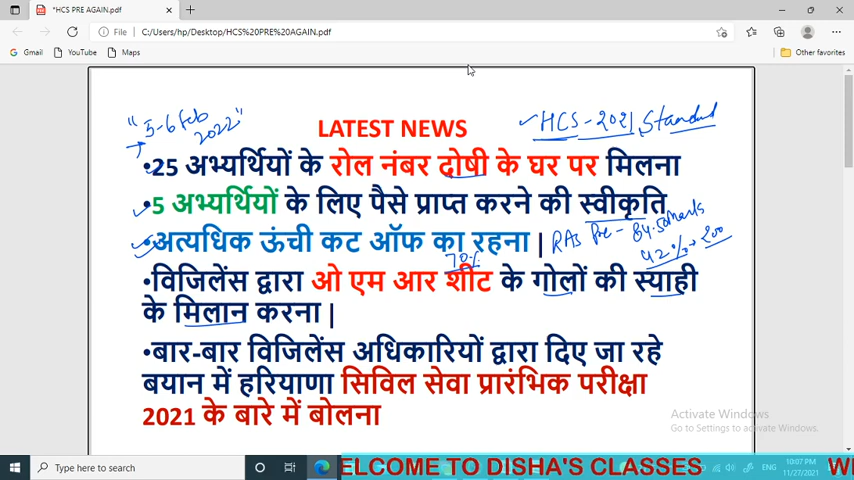 *HCS PRE AGAIN.pdf
File C:/Users/hp/Desktop/HCS%20PRE%20AGAIN.pdf
Gmail YouTube Maps Other favorites
"5-6 Feb 2022"
LATEST NEWS
HCS-2021 Standard
•25 अभ्यर्थियों के रोल नंबर दोषी के घर पर मिलना
•5 अभ्यर्थियों के लिए पैसे प्राप्त करने की स्वीकृति
•अत्यधिक ऊंची कट ऑफ का रहना |
RAS Pre - 84.50 marks
70%
42% 200
•विजिलेंस द्वारा ओ एम आर शीट के गोलों की स्याही
के मिलान करना |
•बार-बार विजिलेंस अधिकारियों द्वारा दिए जा रहे
बयान में हरियाणा सिविल सेवा प्रारंभिक परीक्षा
2021 के बारे में बोलना
Activate Windows
Go to Settings to activate Windows.
Type here to search
ELCOME TO DISHA'S CLASSES
ENG
10:07 PM
11/27/2021